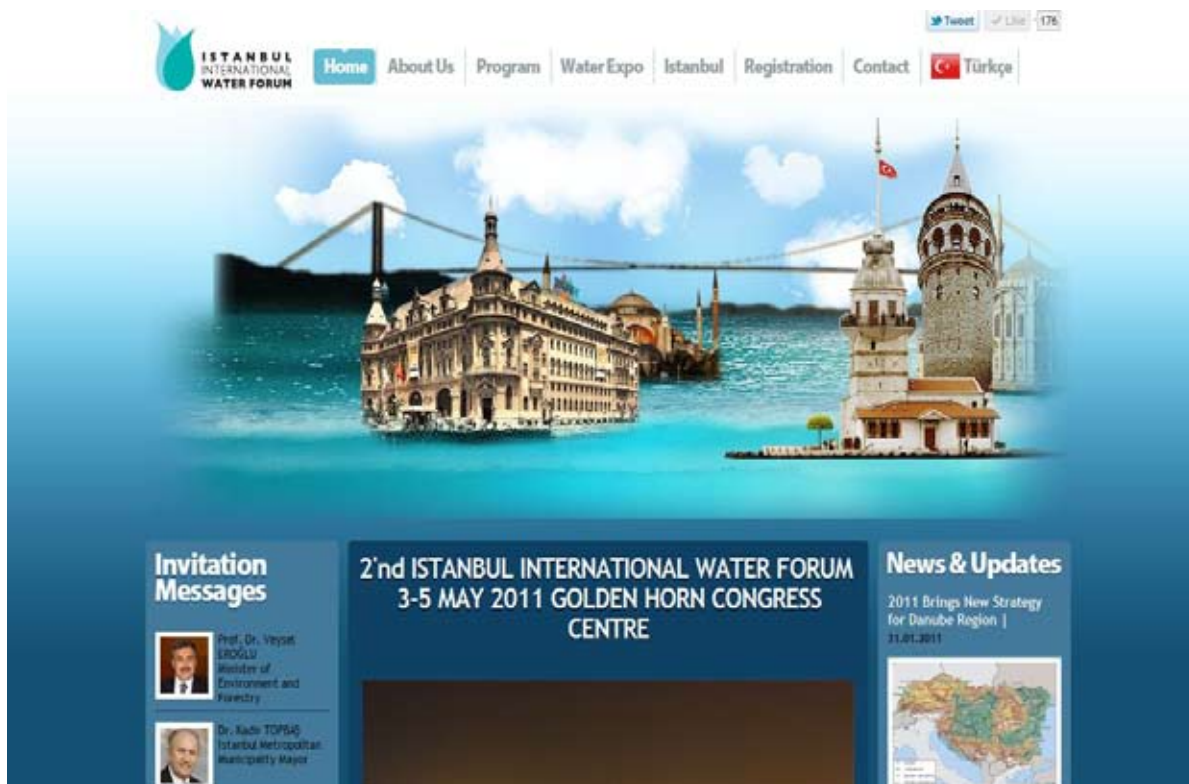 Tweet
Like
176
ISTANBUL
INTERNATIONAL
WATER FORUM
Home
About Us
Program
Water Expo
Istanbul
Registration
Contact
Türkçe
Invitation
Messages
Prof. Dr. Veysel
EROĞLU
Minister of
Environment and
Forestry
Dr. Kadir TOPBAŞ
Istanbul Metropolitan
Municipality Mayor
2'nd ISTANBUL INTERNATIONAL WATER FORUM
3-5 MAY 2011 GOLDEN HORN CONGRESS
CENTRE
News & Updates
2011 Brings New Strategy
for Danube Region |
31.01.2011